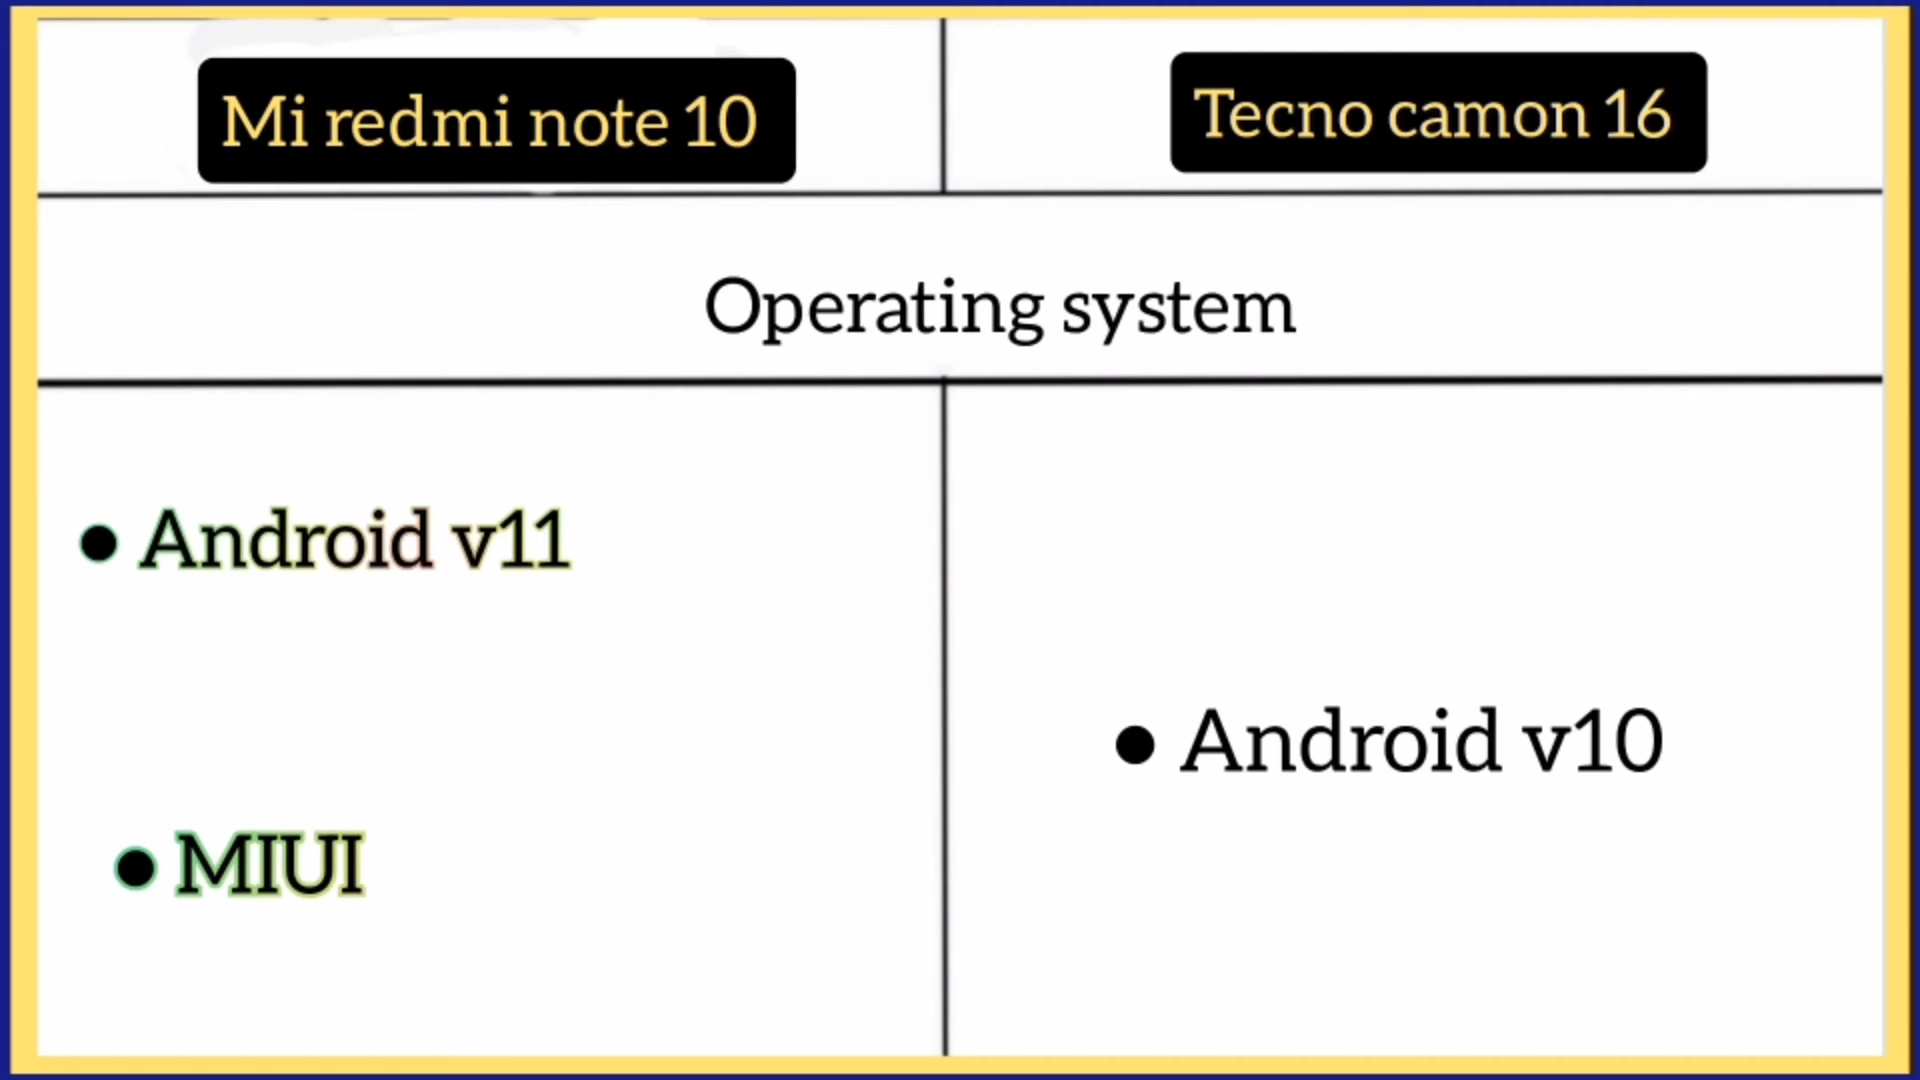 Mi redmi note 10
Tecno camon 16
Operating system
• Android v11
• MIUI
• Android v10